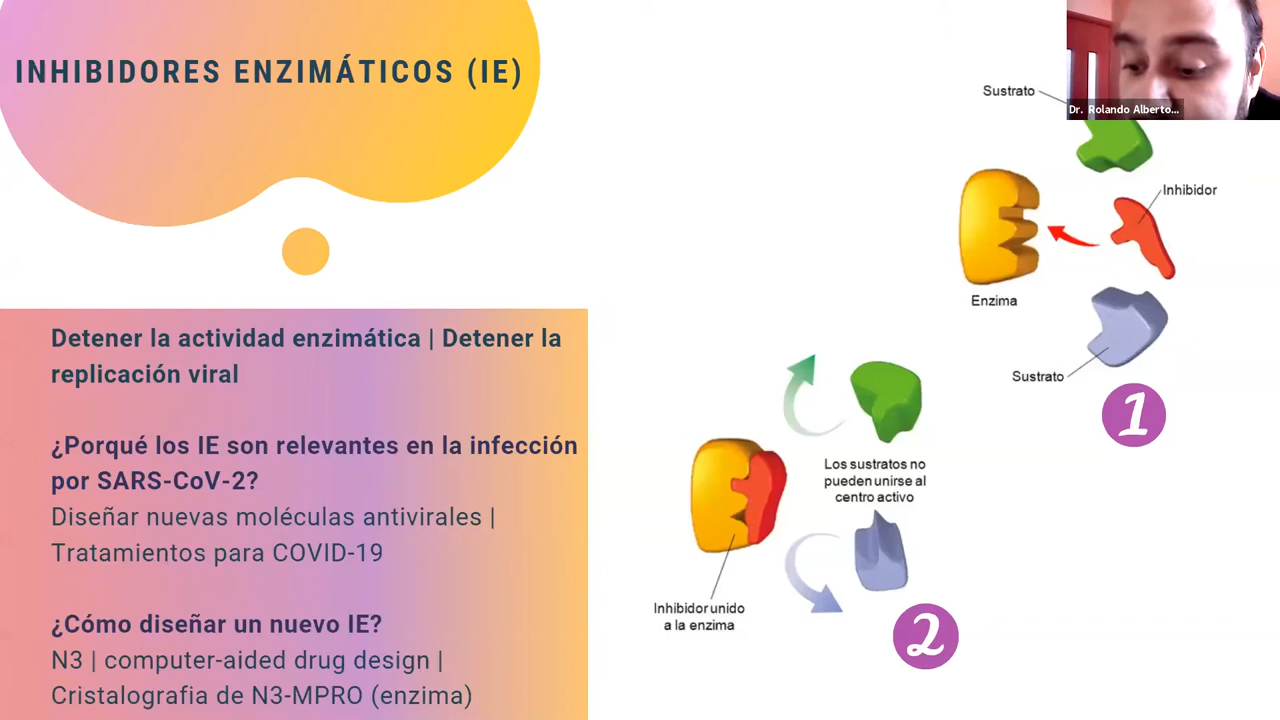 INHIBIDORES ENZIMÁTICOS (IE)
Detener la actividad enzimática | Detener la
replicación viral
¿Porqué los IE son relevantes en la infección
por SARS-CoV-2?
Diseñar nuevas moléculas antivirales |
Tratamientos para COVID-19
¿Cómo diseñar un nuevo IE?
N3 | computer-aided drug design |
Cristalografia de N3-MPRO (enzima)
Sustrato
Dr. Rolando Alberto...
Inhibidor
Enzima
Sustrato
1
Los sustratos no
pueden unirse al
centro activo
Inhibidor unido
a la enzima
2